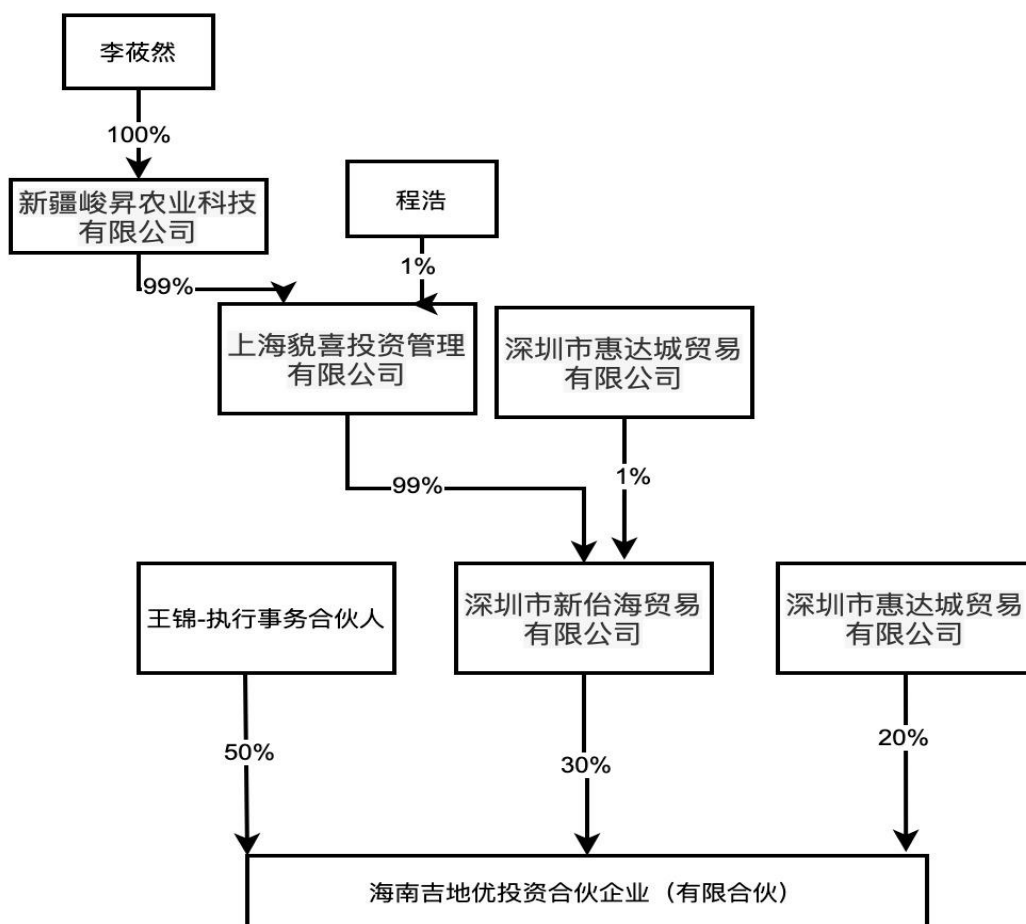 李莜然
100%
新疆峻昇农业科技
有限公司
程浩
1%
99%
上海貌喜投资管理
有限公司
深圳市惠达城贸易
有限公司
99%
1%
王锦-执行事务合伙人
深圳市新佁海贸易
有限公司
深圳市惠达城贸易
有限公司
50%
30%
20%
海南吉地优投资合伙企业（有限合伙）